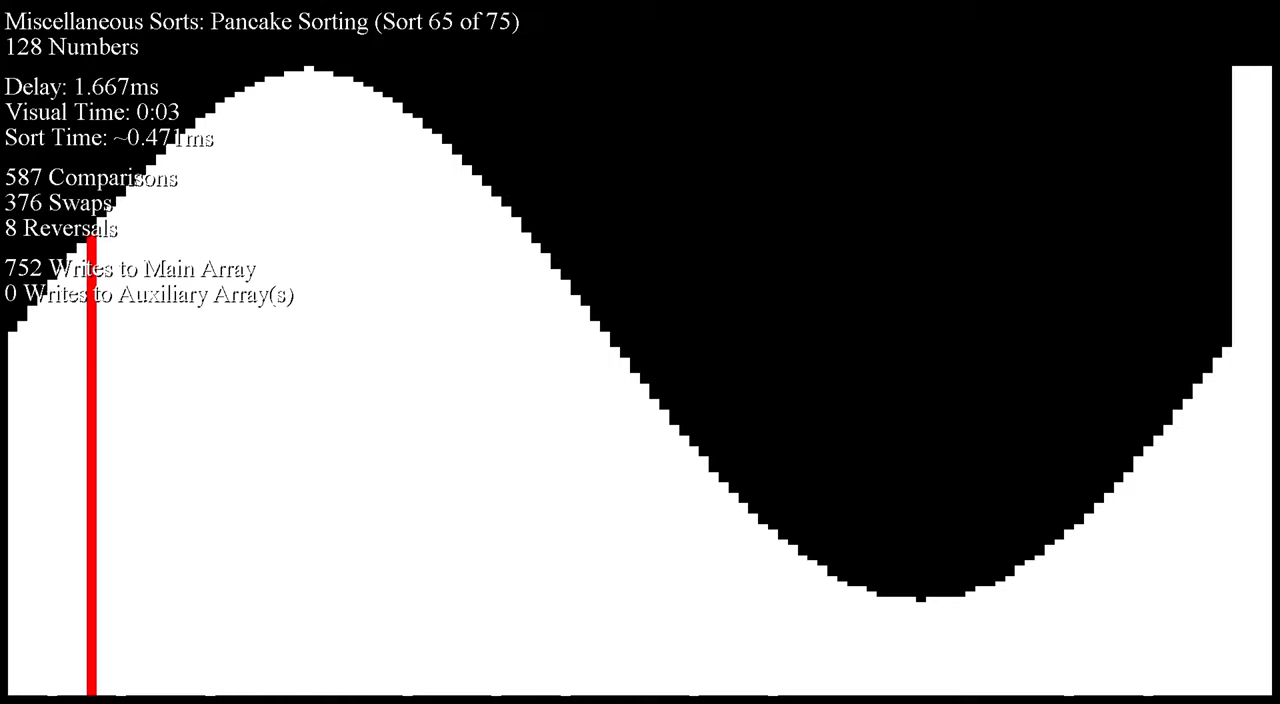 Miscellaneous Sorts: Pancake Sorting (Sort 65 of 75)
128 Numbers
Delay: 1.667ms
Visual Time: 0:03
Sort Time: ~0.471ms
587 Comparisons
376 Swaps
8 Reversals
752 Writes to Main Array
0 Writes to Auxiliary Array(s)